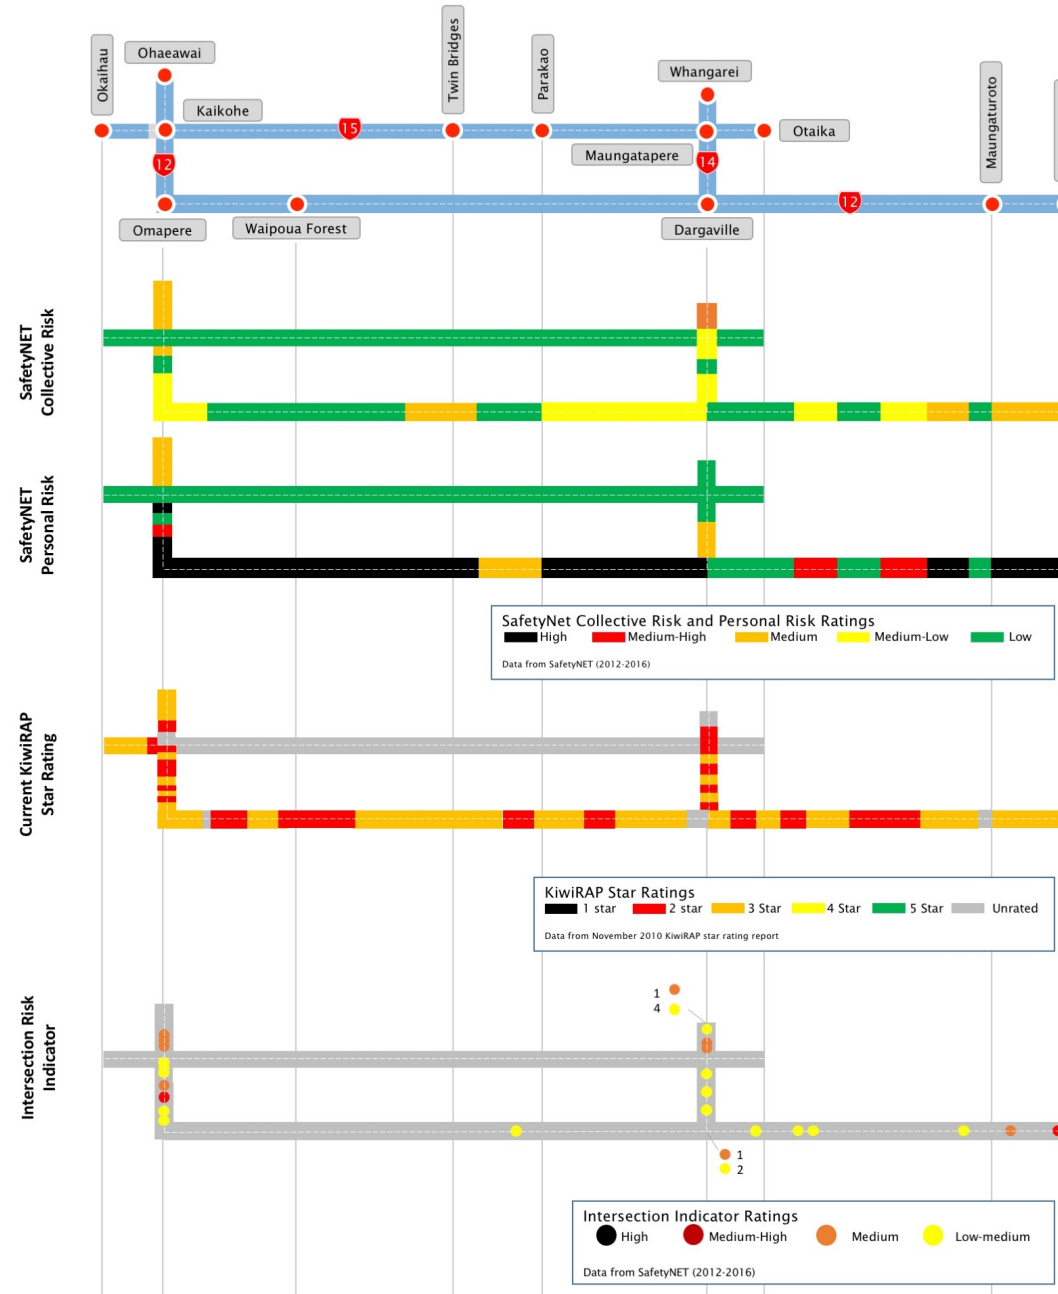 Okaihau
Ohaeawai
Kaikohe
Twin Bridges
Parakao
Whangarei
Maungatapere
Otaika
Maungaturoto
15
12
14
12
Omapere
Waipoua Forest
Dargaville
SafetyNET
Collective Risk
SafetyNET
Personal Risk
SafetyNet Collective Risk and Personal Risk Ratings
High
Medium-High
Medium
Medium-Low
Low
Data from SafetyNET (2012-2016)
Current KiwiRAP
Star Rating
KiwiRAP Star Ratings
1 star
2 star
3 Star
4 Star
5 Star
Unrated
Data from November 2010 KiwiRAP star rating report
Intersection Risk
Indicator
1
4
1
2
Intersection Indicator Ratings
High
Medium-High
Medium
Low-medium
Data from SafetyNET (2012-2016)